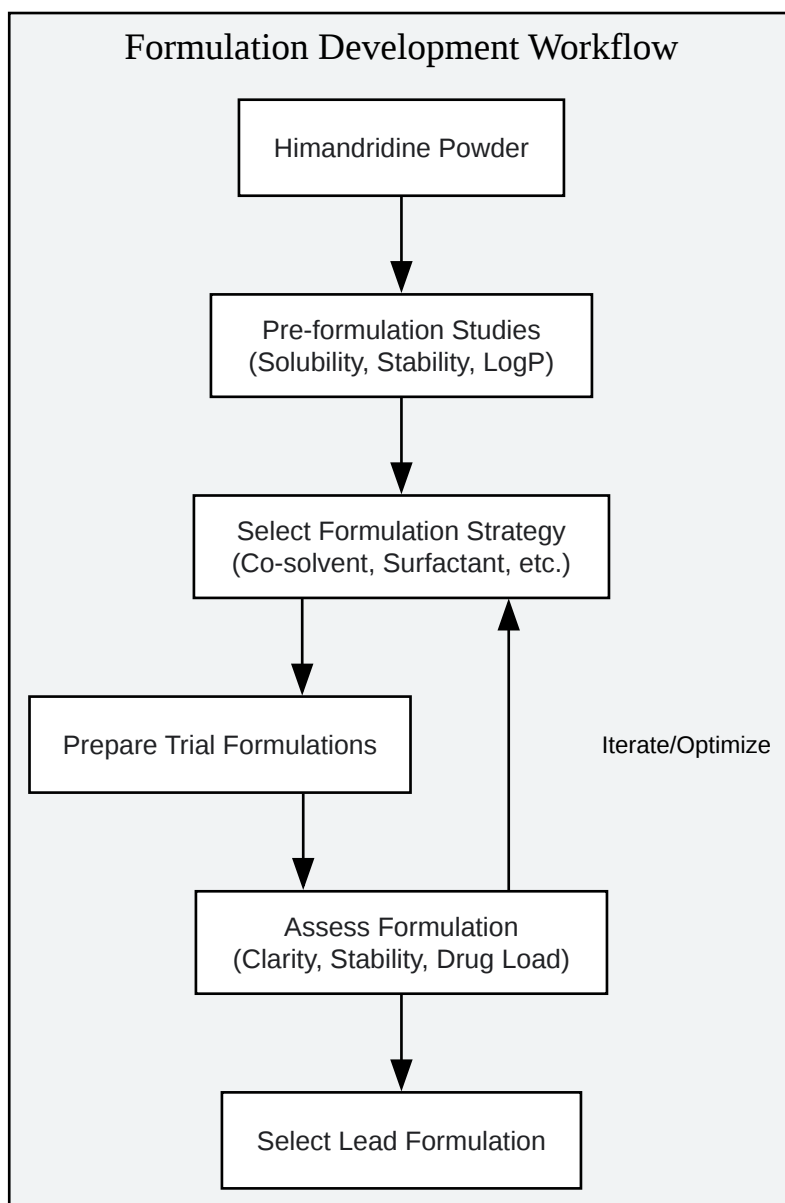 Formulation Development Workflow
Himandridine Powder
Pre-formulation Studies
(Solubility, Stability, LogP)
Select Formulation Strategy
(Co-solvent, Surfactant, etc.)
Prepare Trial Formulations
Iterate/Optimize
Assess Formulation
(Clarity, Stability, Drug Load)
Select Lead Formulation